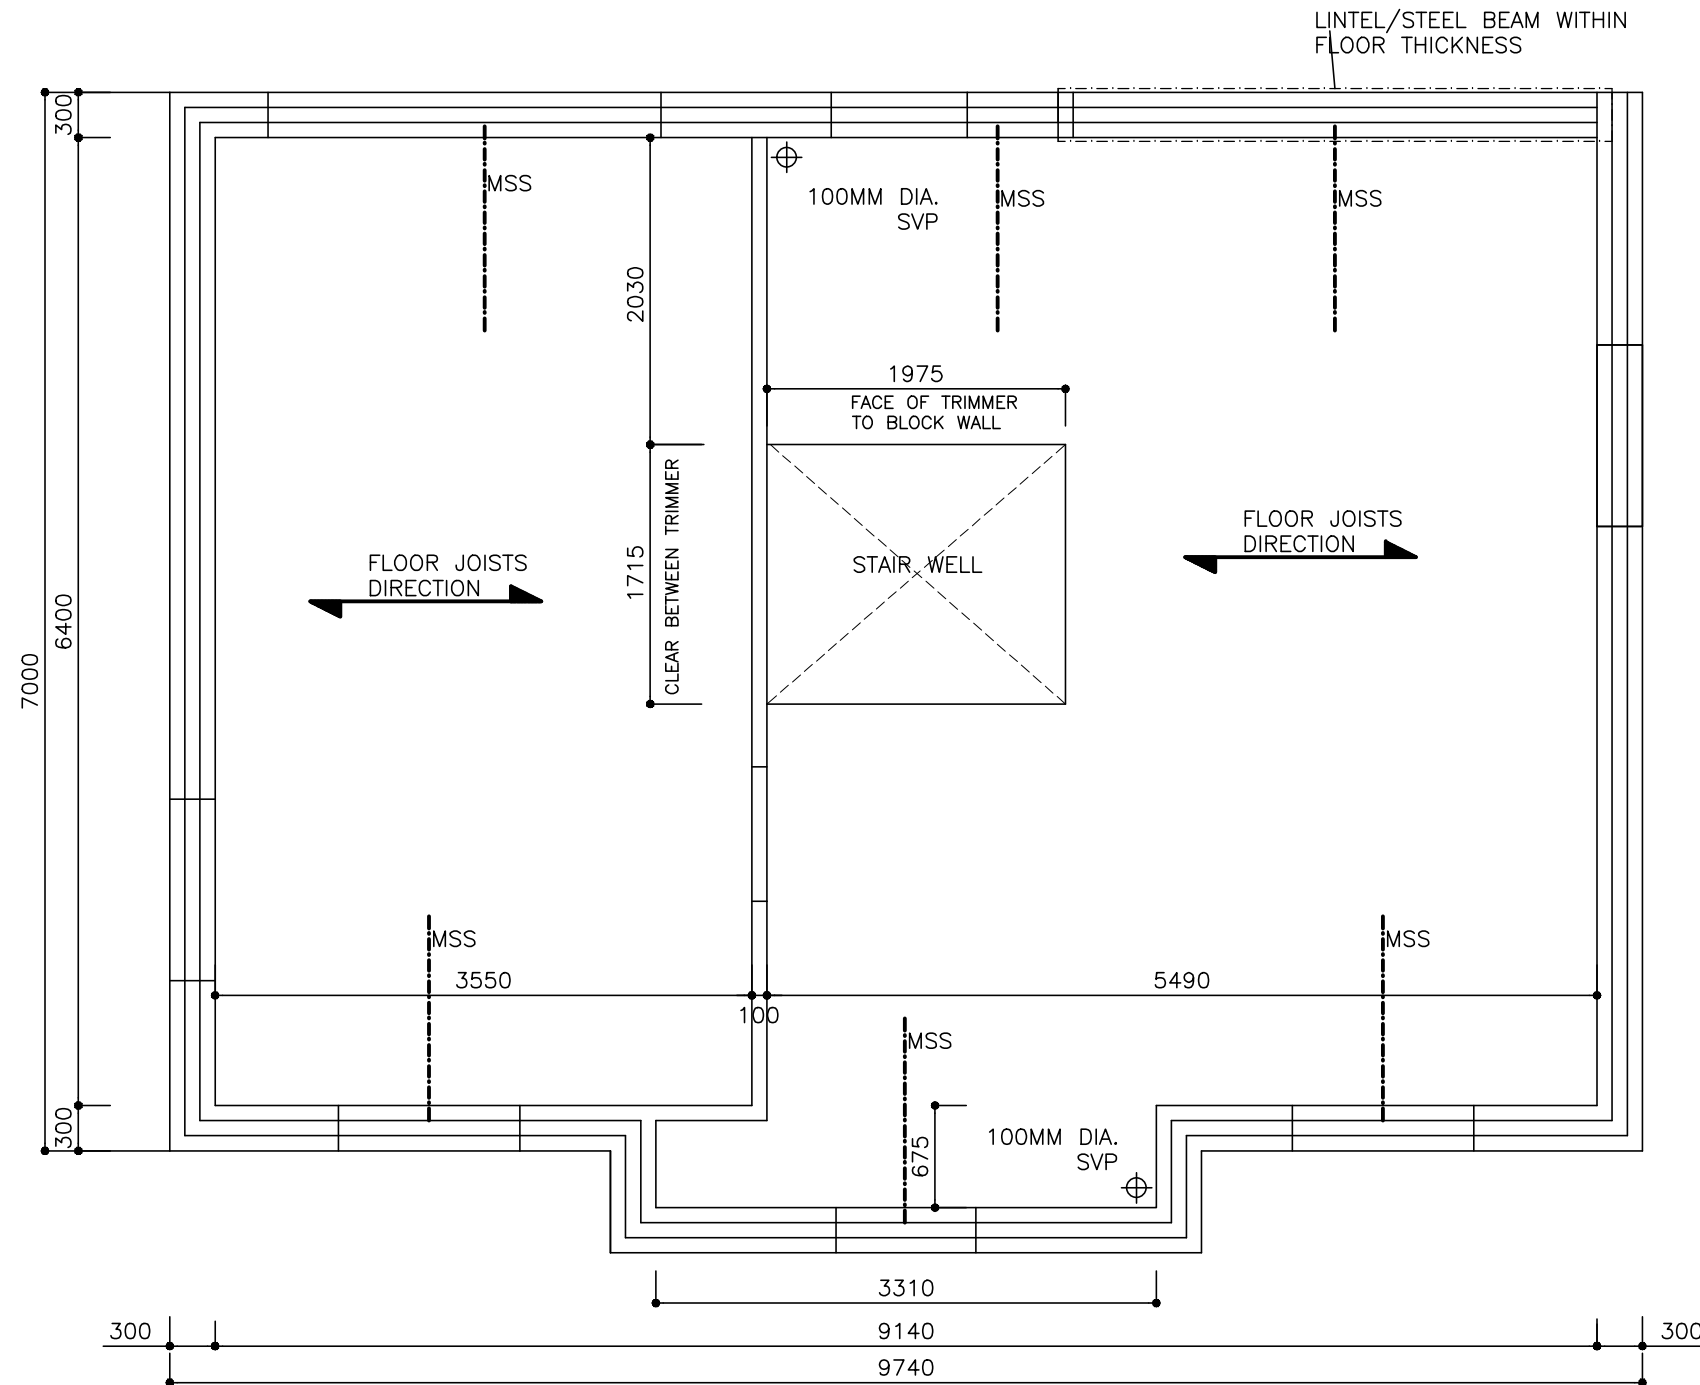 LINTEL/STEEL BEAM WITHIN
FLOOR THICKNESS
300
MSS
100MM DIA.
SVP
MSS
MSS
2030
1975
FACE OF TRIMMER
TO BLOCK WALL
CLEAR BETWEEN TRIMMER
1715
STAIR WELL
FLOOR JOISTS
DIRECTION
FLOOR JOISTS
DIRECTION
6400
7000
MSS
MSS
3550
100
5490
MSS
300
675
100MM DIA.
SVP
3310
300
9140
300
9740